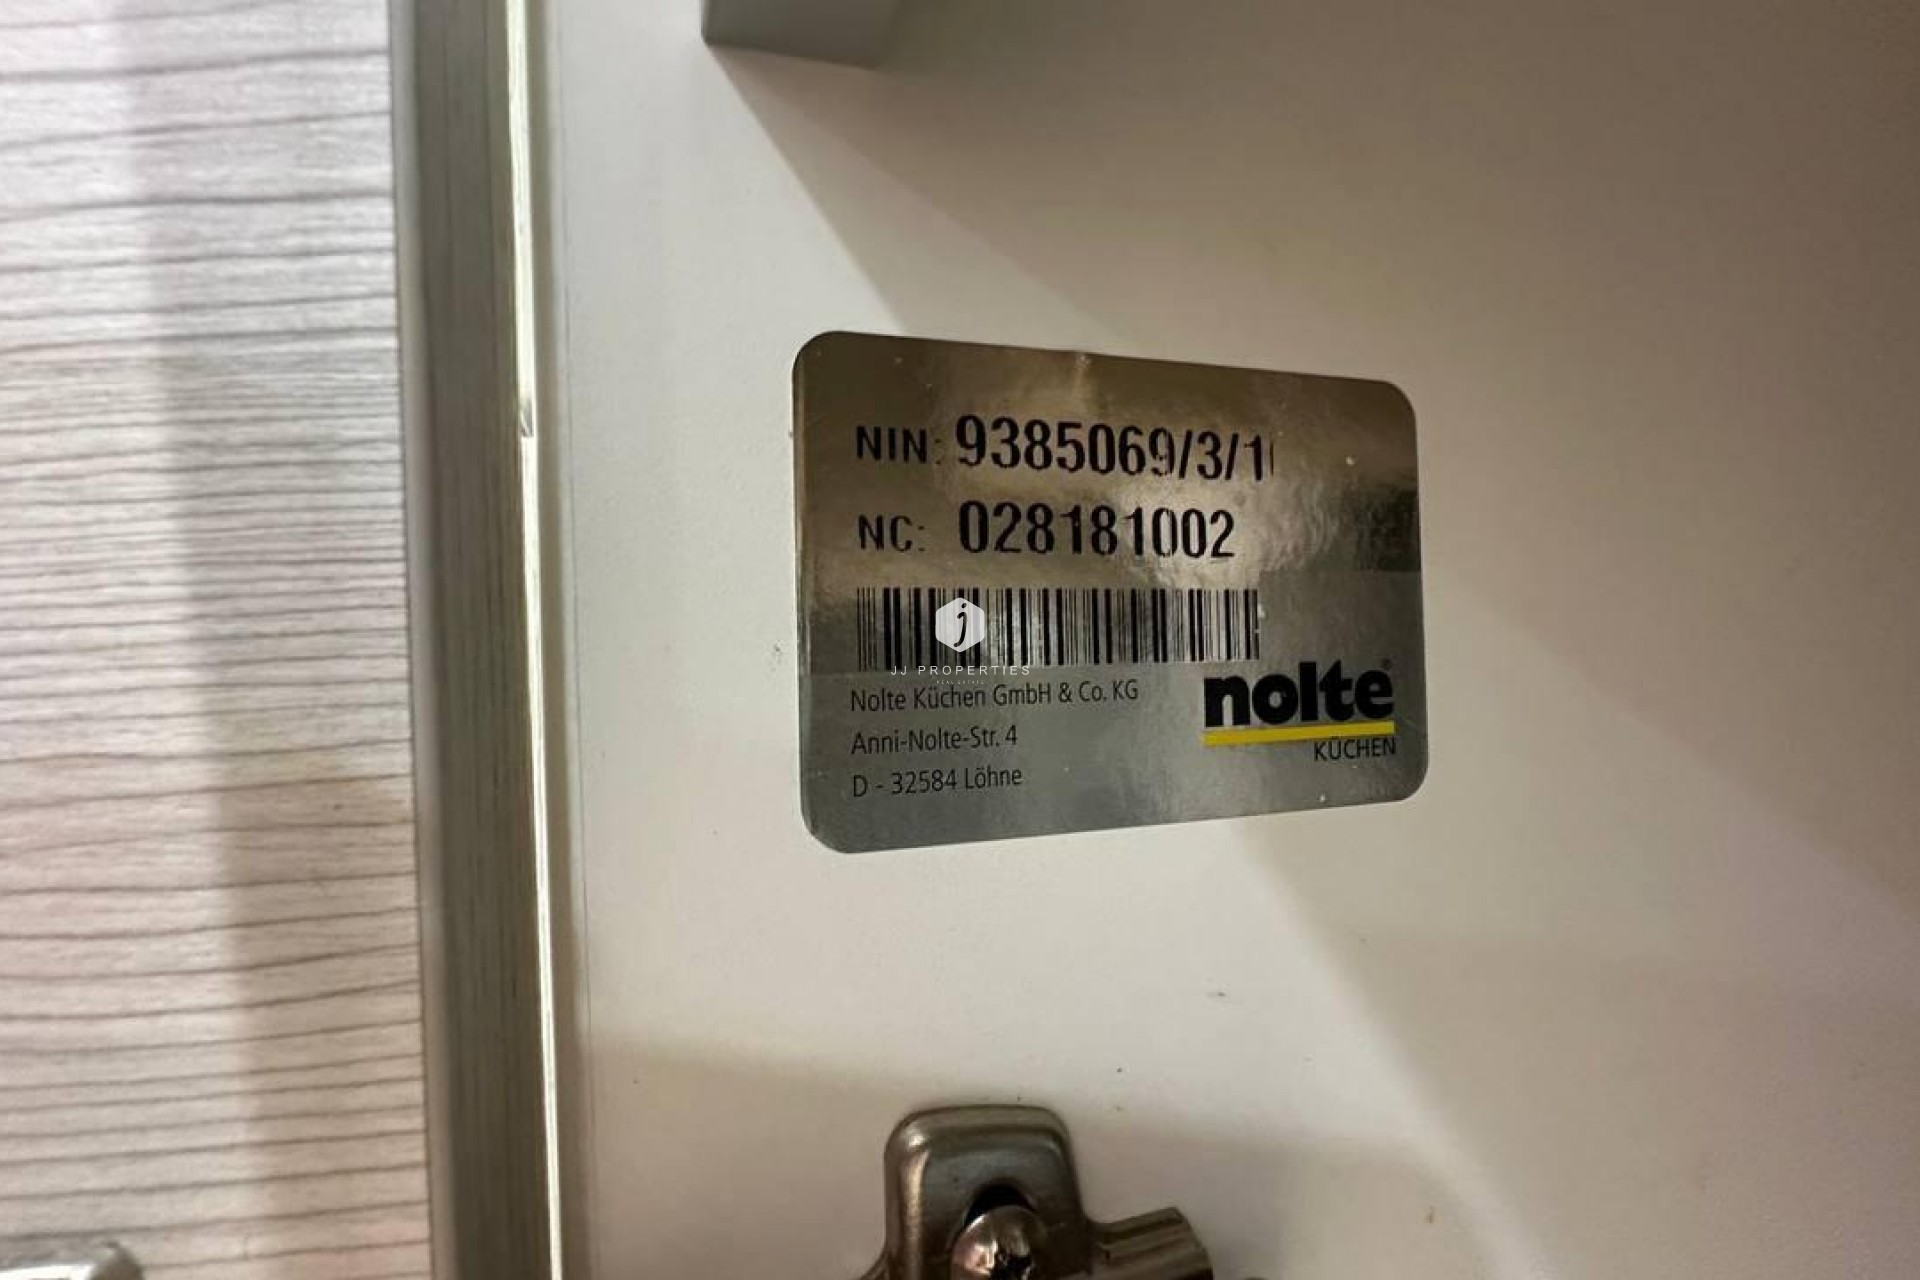 NIN: 9385069/3/1
NC: 028181002
j
JJ PROPERTIES
Nolte Küchen GmbH & Co. KG
Anni-Nolte-Str. 4
D - 32584 Löhne
nolte®
KÜCHEN